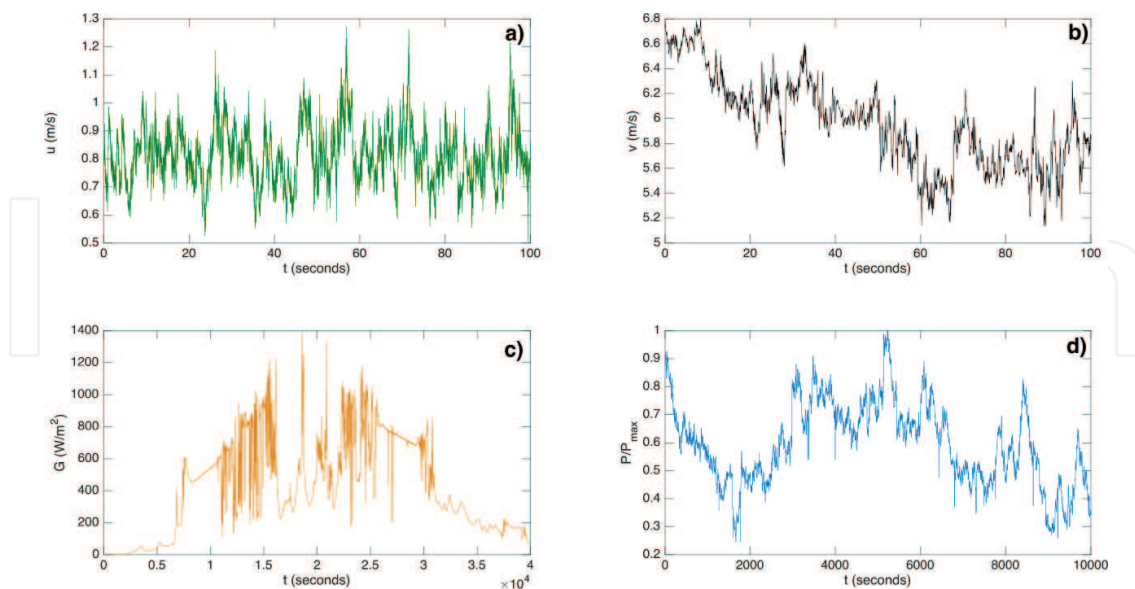 a)
1.3
1.2
1.1
1
0.9
0.8
0.7
0.6
0.5
u (m/s)
0 20 40 60 80 100
t (seconds)
b)
6.8
6.6
6.4
6.2
6
5.8
5.6
5.4
5.2
5
v (m/s)
0 20 40 60 80 100
t (seconds)
c)
1400
1200
1000
800
600
400
200
0
G (W/m²)
0 0.5 1 1.5 2 2.5 3 3.5 4
t (seconds)
×10⁴
d)
1
0.9
0.8
0.7
0.6
0.5
0.4
0.3
0.2
P/Pmax
0 2000 4000 6000 8000 10000
t (seconds)